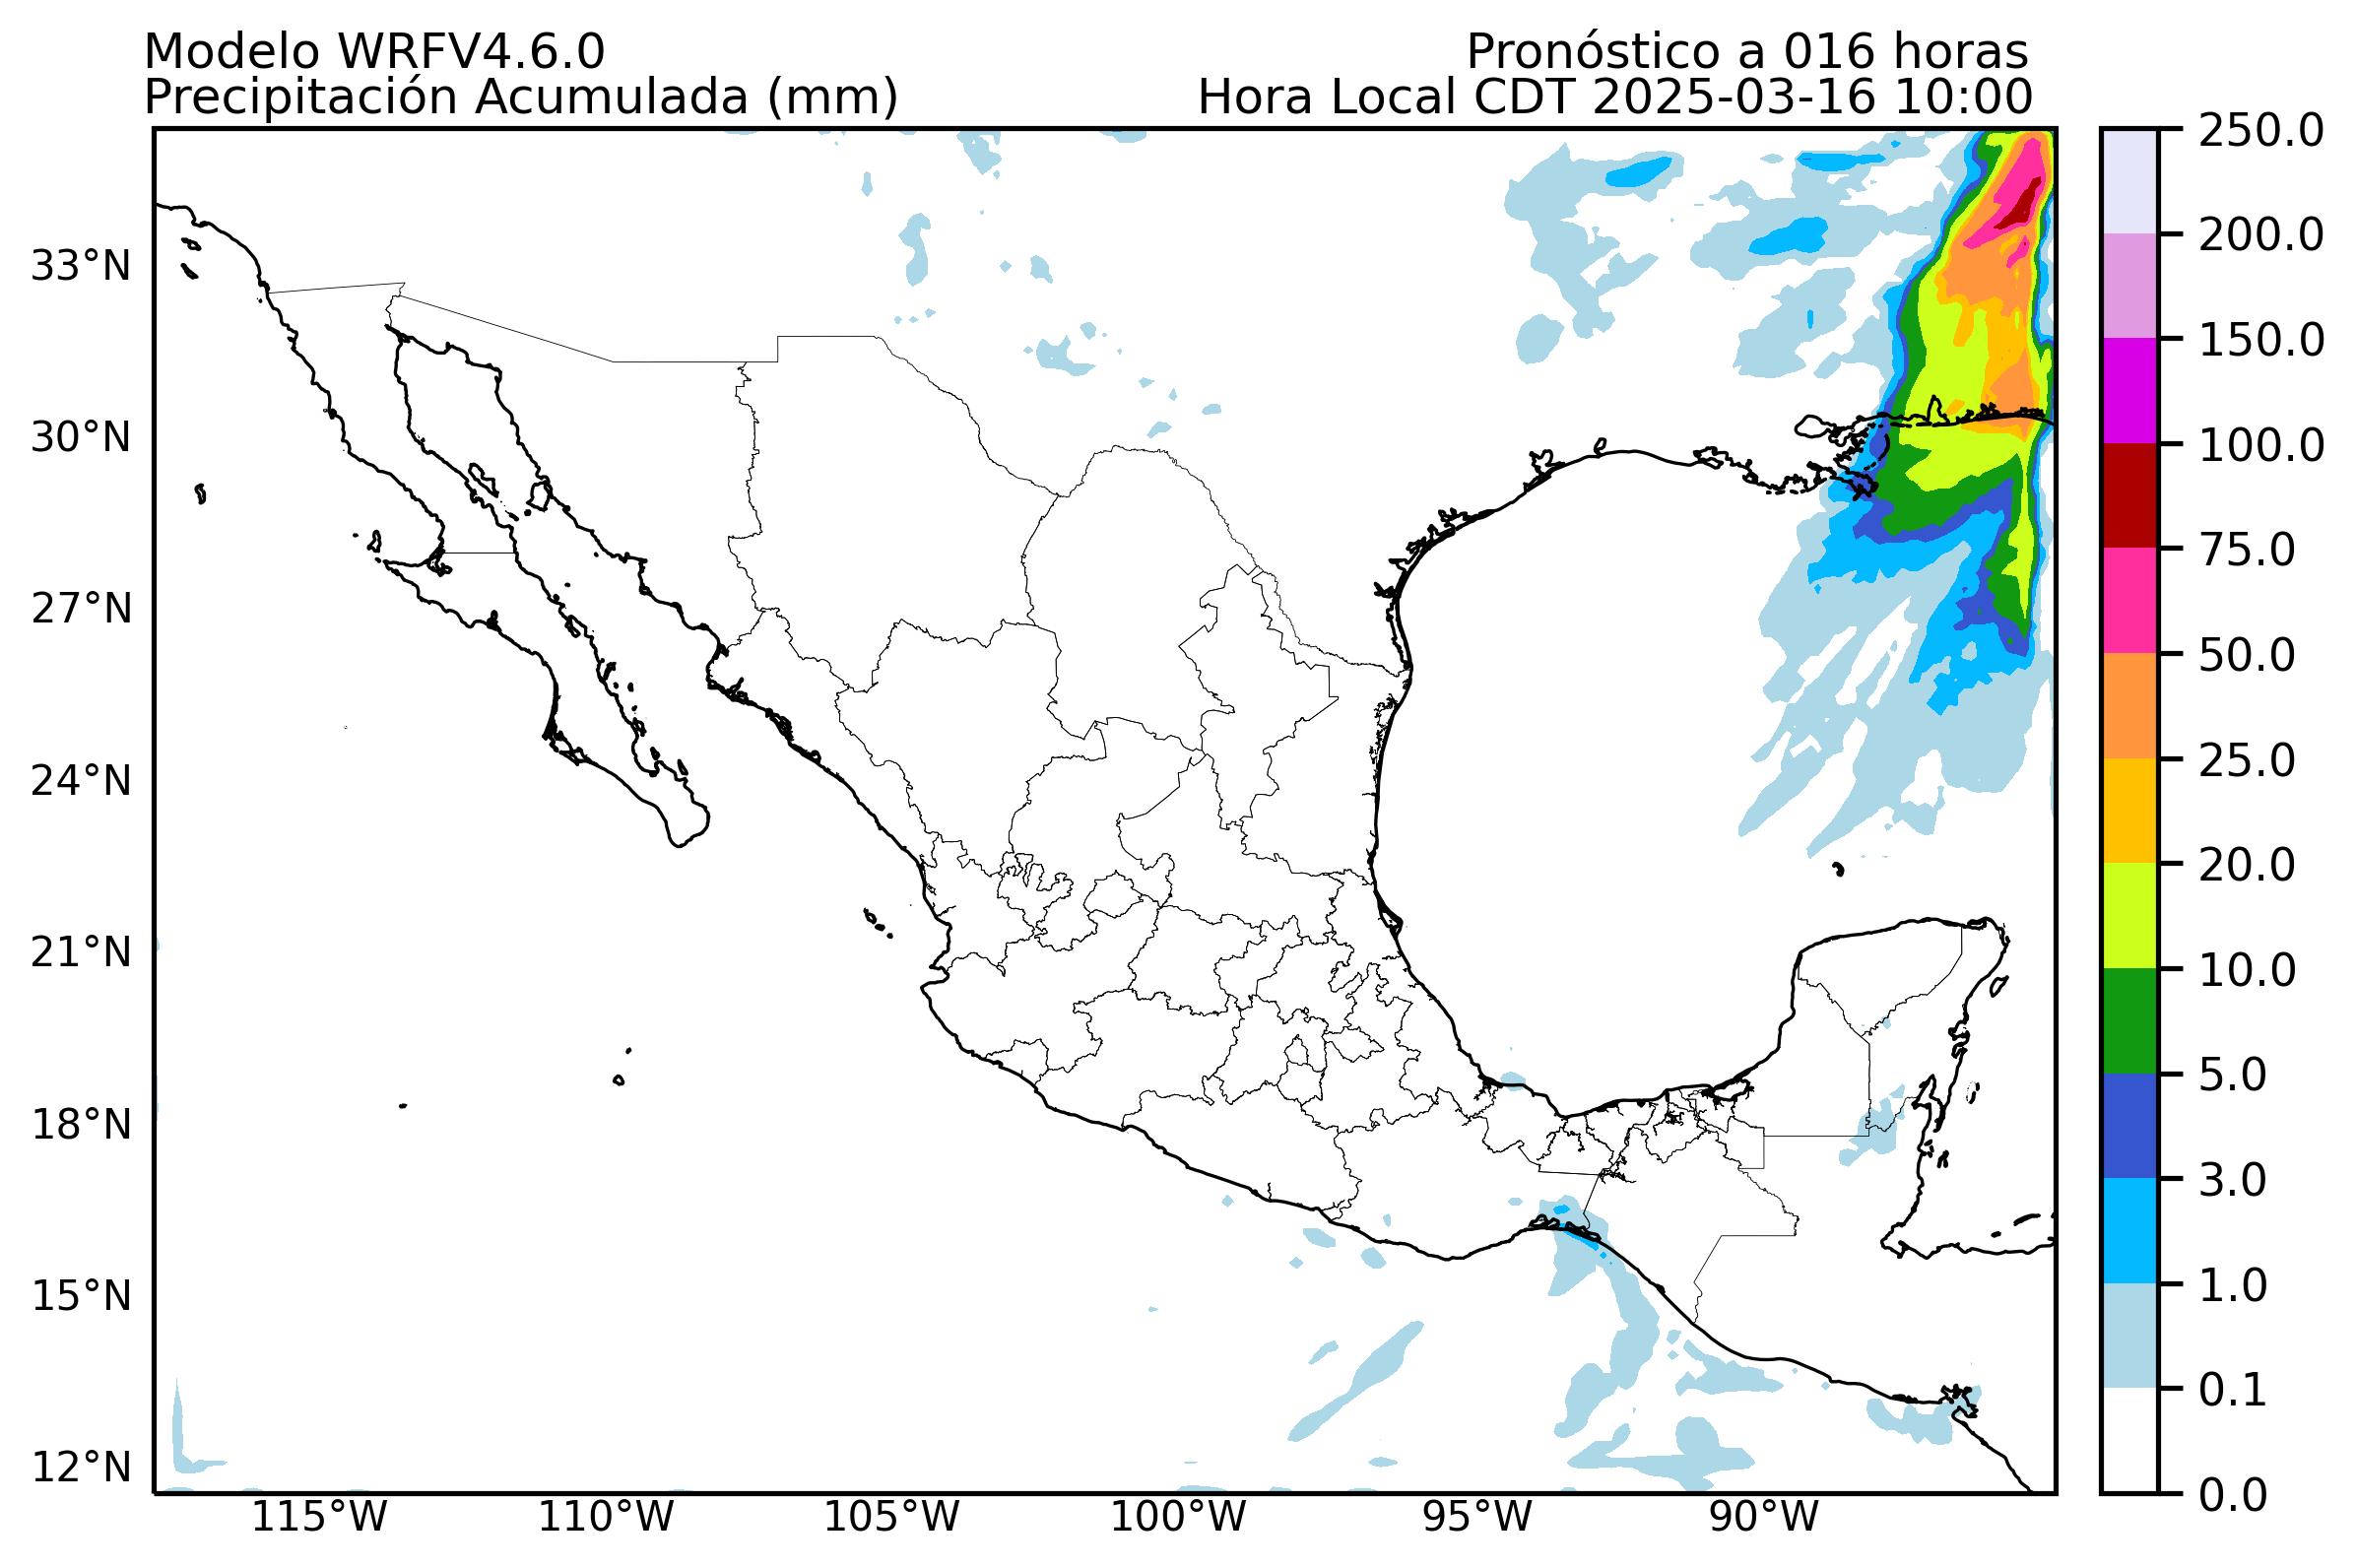 Modelo WRFV4.6.0
Pronóstico a 016 horas
Precipitación Acumulada (mm)
Hora Local CDT 2025-03-16 10:00
33°N
30°N
27°N
24°N
21°N
18°N
15°N
12°N
115°W
110°W
105°W
100°W
95°W
90°W
250.0
200.0
150.0
100.0
75.0
50.0
25.0
20.0
10.0
5.0
3.0
1.0
0.1
0.0